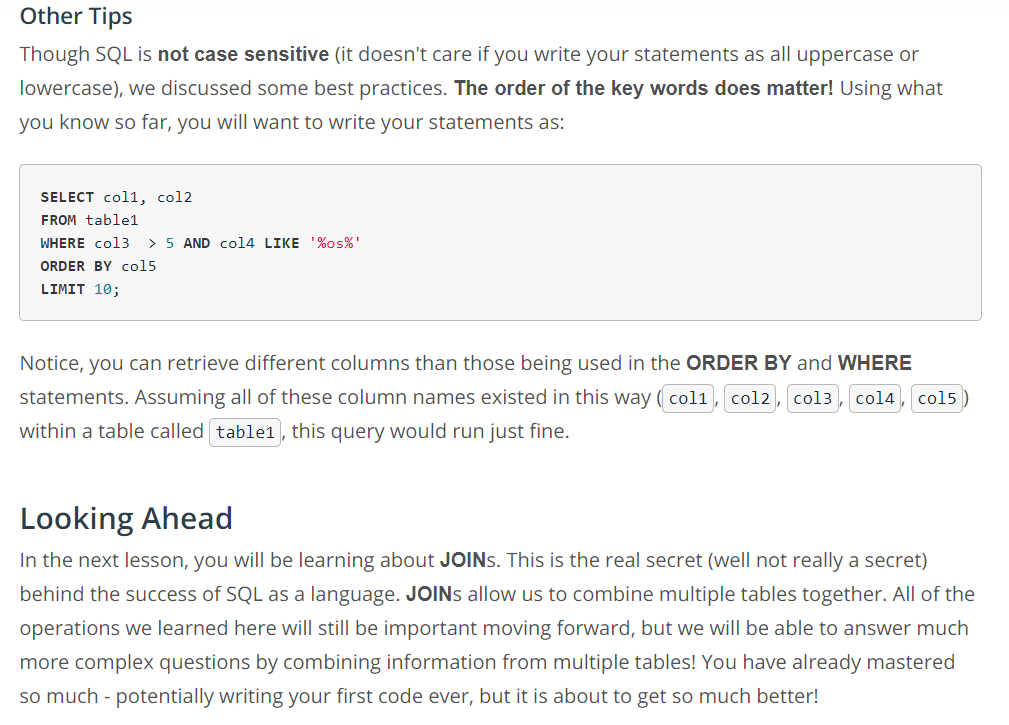 Other Tips
Though SQL is not case sensitive (it doesn't care if you write your statements as all uppercase or
lowercase), we discussed some best practices. The order of the key words does matter! Using what
you know so far, you will want to write your statements as:
SELECT col1, col2
FROM table1
WHERE col3  > 5 AND col4 LIKE '%os%'
ORDER BY col5
LIMIT 10;
Notice, you can retrieve different columns than those being used in the ORDER BY and WHERE
statements. Assuming all of these column names existed in this way (col1, col2, col3, col4, col5)
within a table called table1, this query would run just fine.
Looking Ahead
In the next lesson, you will be learning about JOINs. This is the real secret (well not really a secret)
behind the success of SQL as a language. JOINs allow us to combine multiple tables together. All of the
operations we learned here will still be important moving forward, but we will be able to answer much
more complex questions by combining information from multiple tables! You have already mastered
so much - potentially writing your first code ever, but it is about to get so much better!